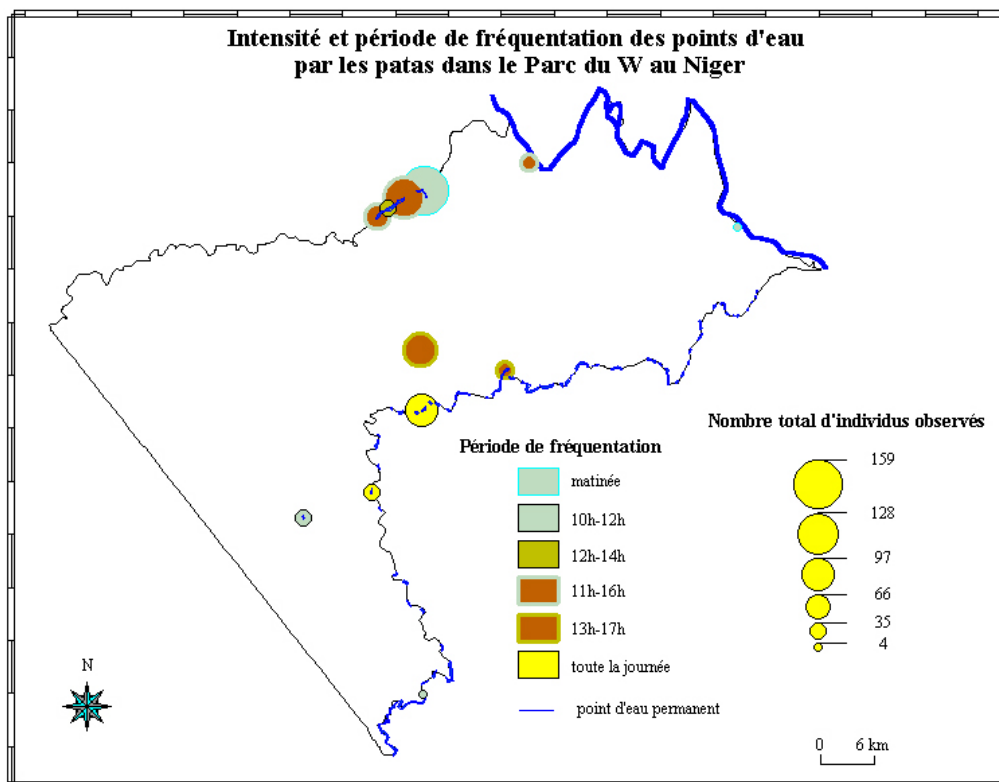 Intensité et période de fréquentation des points d'eau
par les patas dans le Parc du W au Niger
Nombre total d'individus observés
159
128
97
66
35
4
Période de fréquentation
matinée
10h-12h
12h-14h
11h-16h
13h-17h
toute la journée
point d'eau permanent
N
0 6 km